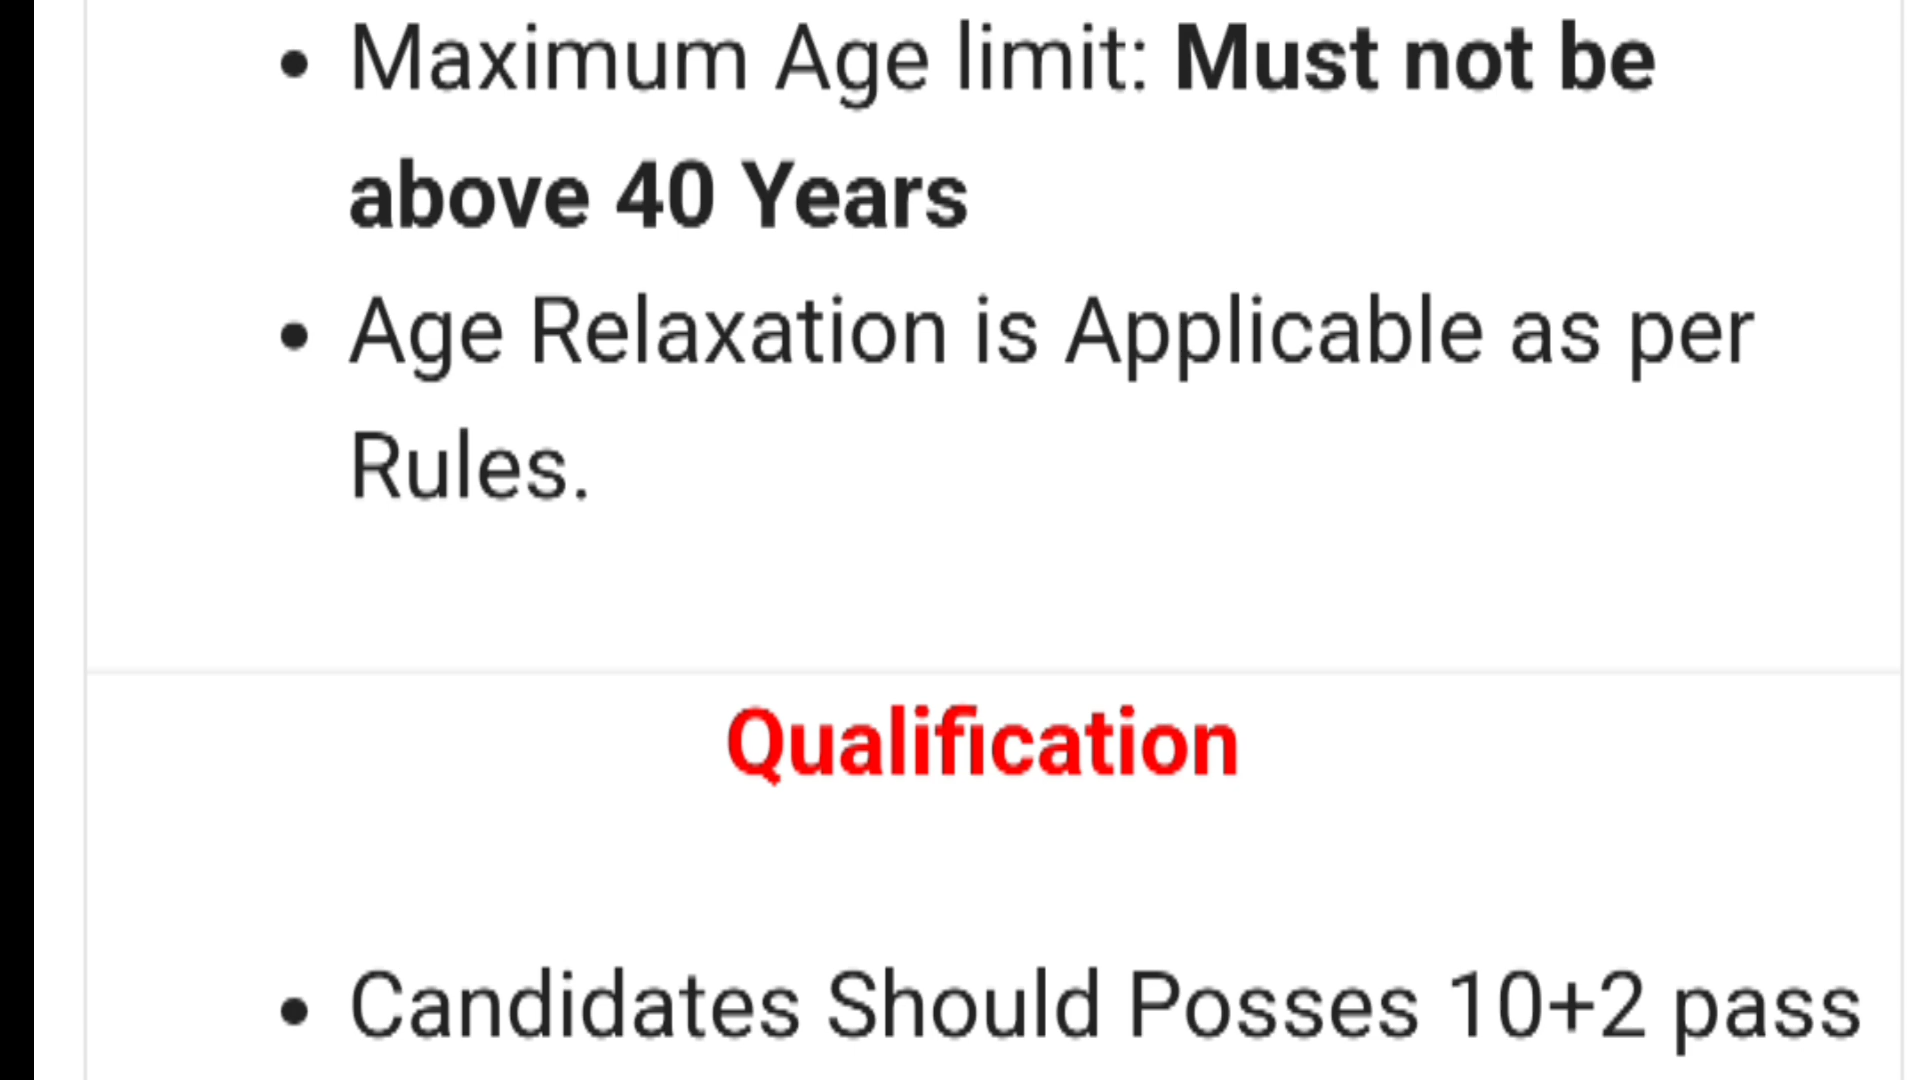 • Maximum Age limit: Must not be
above 40 Years
• Age Relaxation is Applicable as per
Rules.
Qualification
• Candidates Should Posses 10+2 pass